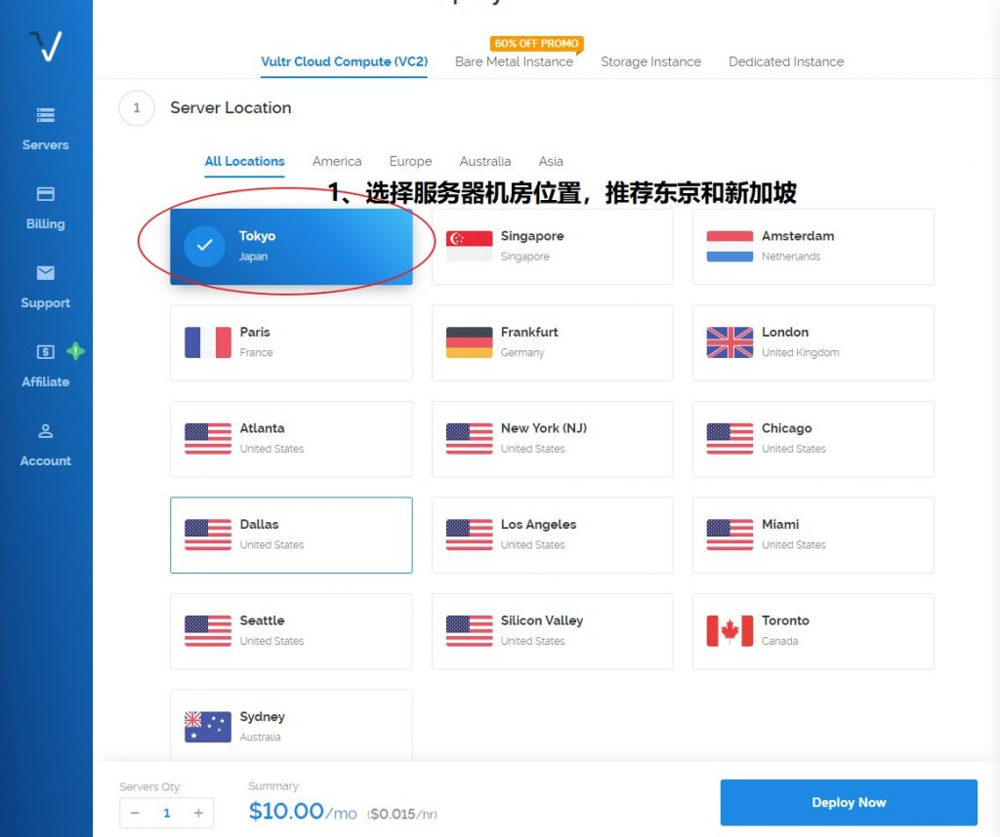 60% OFF PROMO
Vultr Cloud Compute (VC2)
Bare Metal Instance
Storage Instance
Dedicated Instance
Servers
Billing
Support
Affiliate
Account
1
Server Location
All Locations
America
Europe
Australia
Asia
1、选择服务器机房位置，推荐东京和新加坡
Tokyo
Japan
Singapore
Singapore
Amsterdam
Netherlands
Paris
France
Frankfurt
Germany
London
United Kingdom
Atlanta
United States
New York (NJ)
United States
Chicago
United States
Dallas
United States
Los Angeles
United States
Miami
United States
Seattle
United States
Silicon Valley
United States
Toronto
Canada
Sydney
Australia
Servers Qty:
− 1 +
Summary:
$10.00/mo ($0.015/hr)
Deploy Now